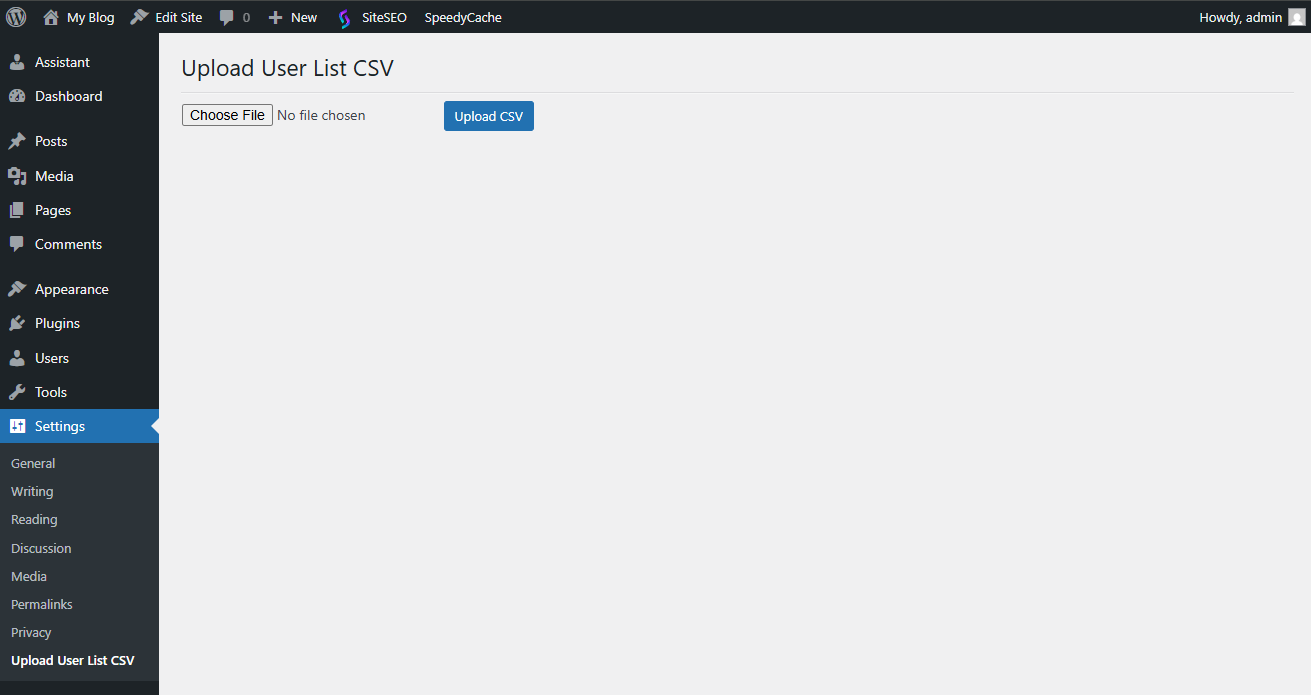 My Blog Edit Site 0 New SiteSEO SpeedyCache Howdy, admin
Assistant
Dashboard
Posts
Media
Pages
Comments
Appearance
Plugins
Users
Tools
Settings
General
Writing
Reading
Discussion
Media
Permalinks
Privacy
Upload User List CSV
Upload User List CSV
Choose File No file chosen Upload CSV